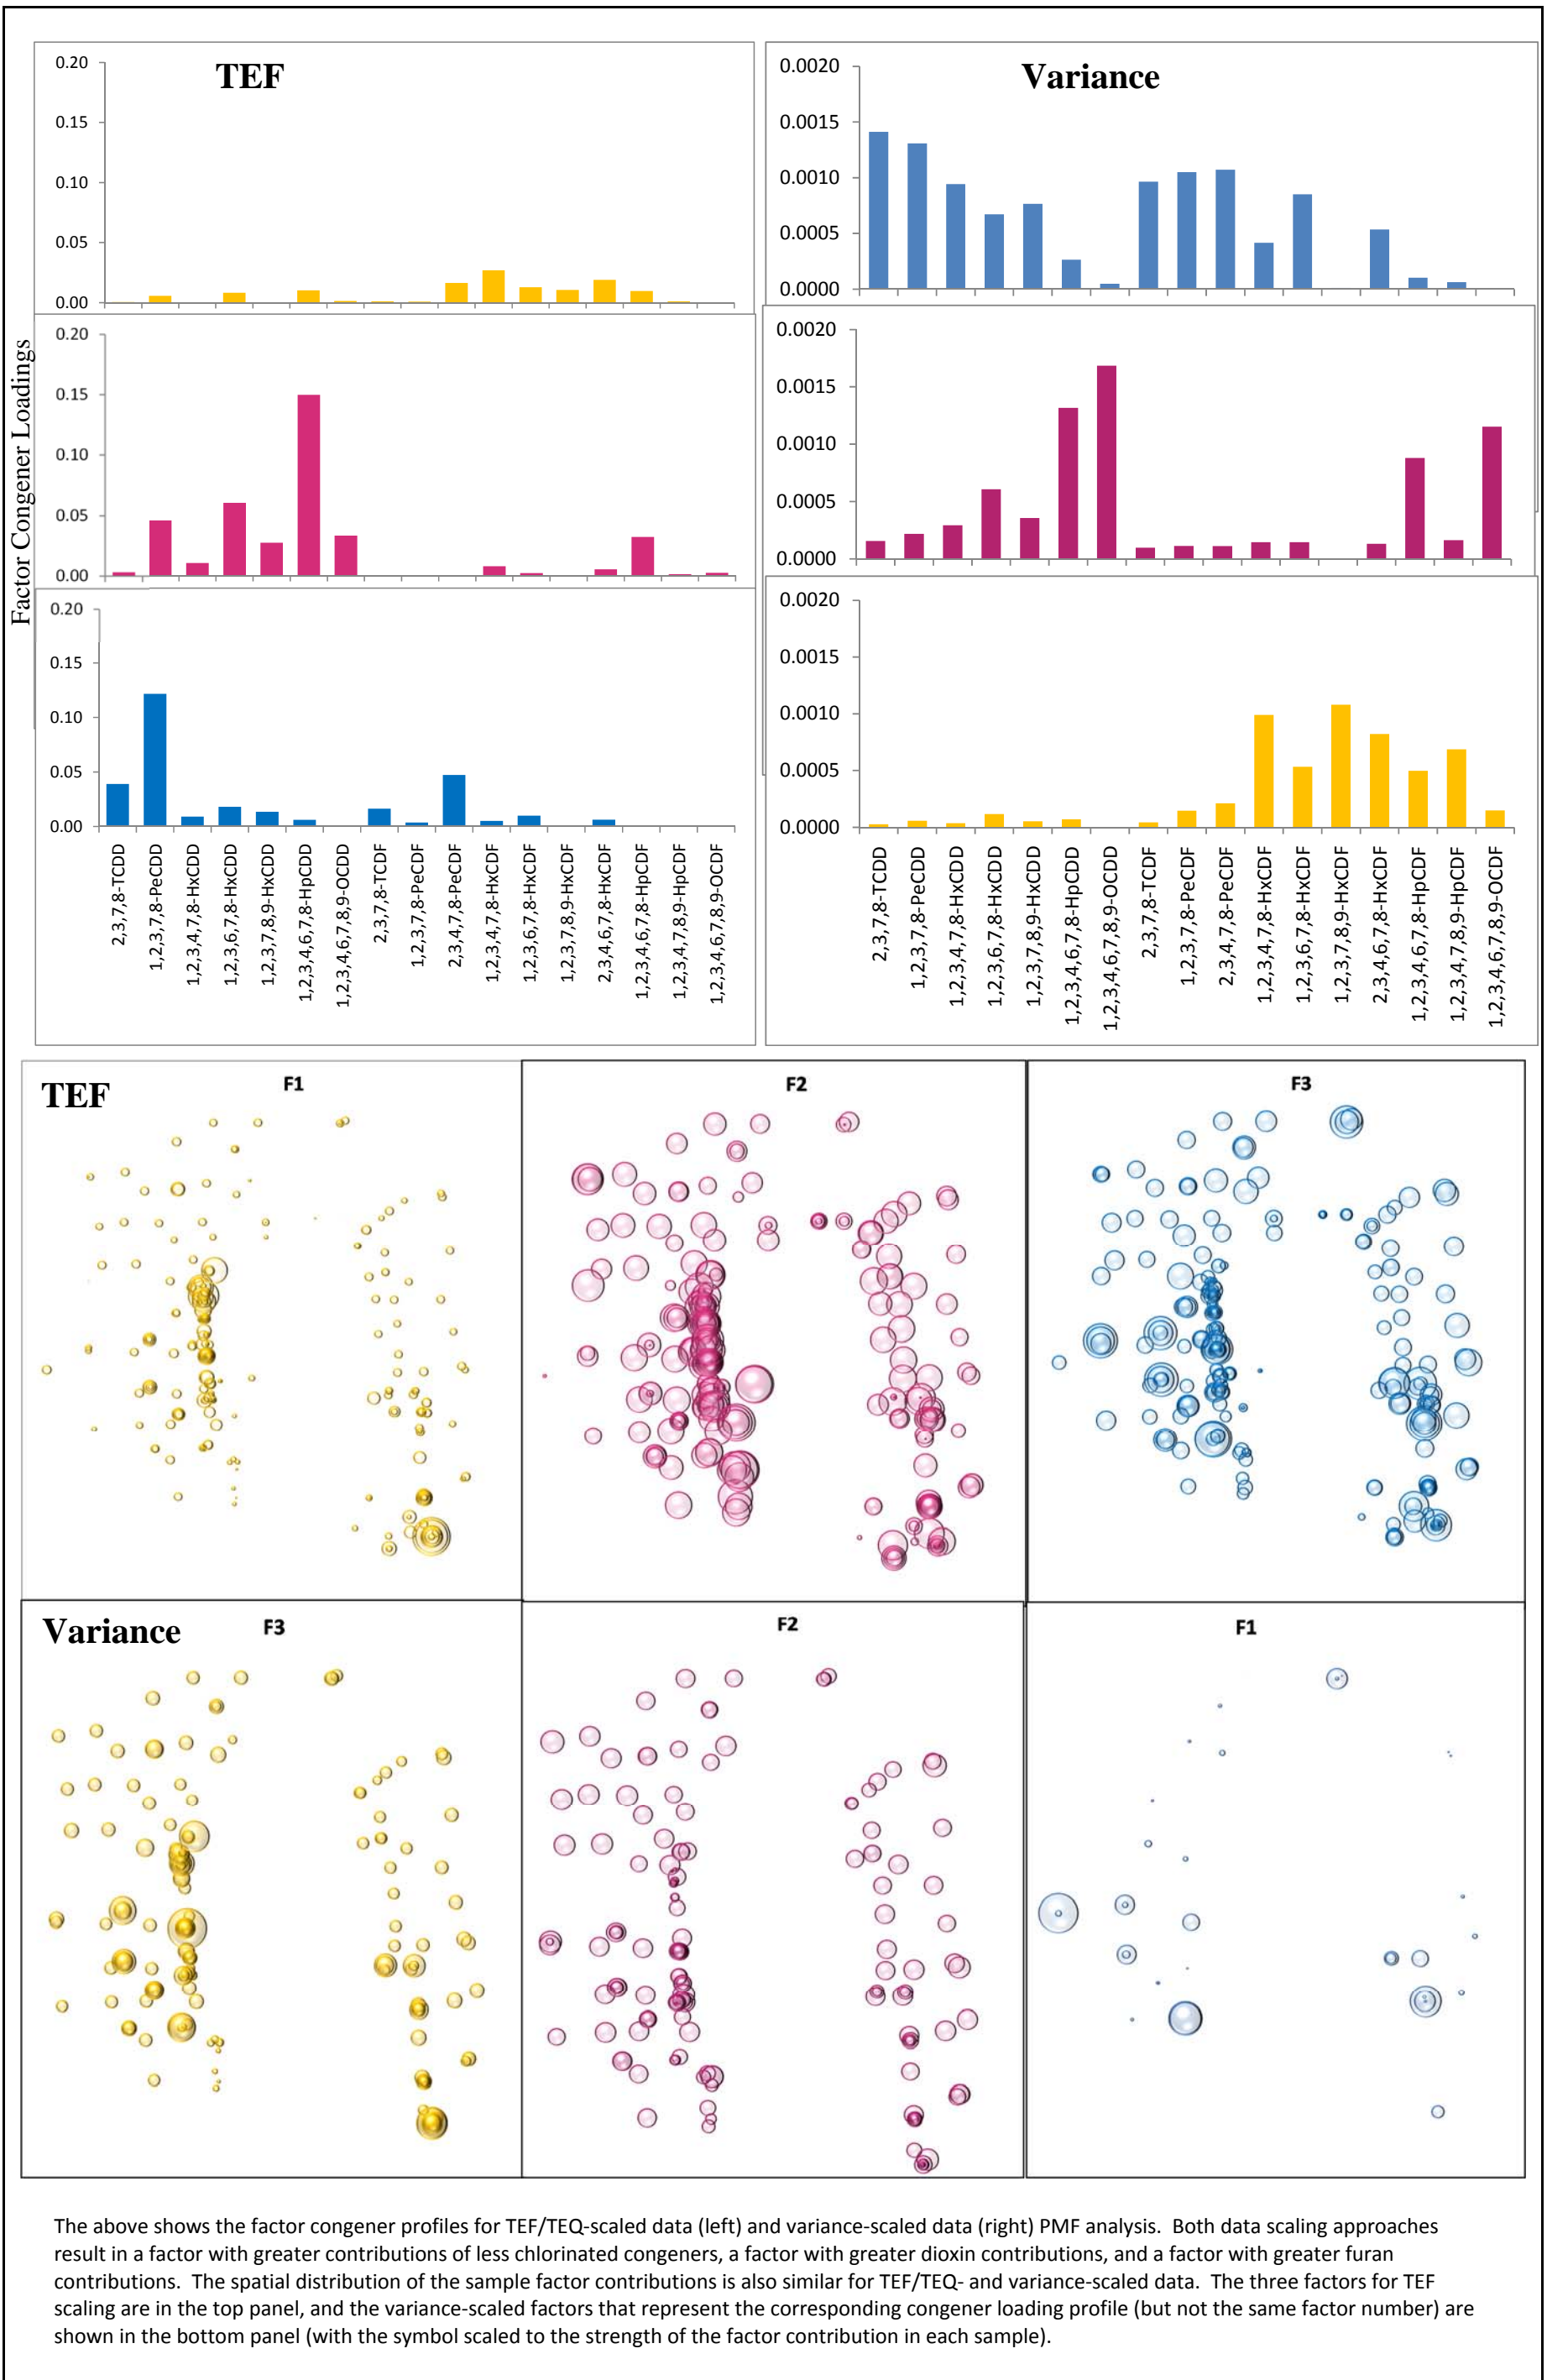 TEF
0.20
0.15
0.10
0.05
0.00
Variance
0.0020
0.0015
0.0010
0.0005
0.0000
Factor Congener Loadings
0.20
0.15
0.10
0.05
0.00
0.0020
0.0015
0.0010
0.0005
0.0000
0.20
0.15
0.10
0.05
0.00
2,3,7,8-TCDD
1,2,3,7,8-PeCDD
1,2,3,4,7,8-HxCDD
1,2,3,6,7,8-HxCDD
1,2,3,7,8,9-HxCDD
1,2,3,4,6,7,8-HpCDD
1,2,3,4,6,7,8,9-OCDD
2,3,7,8-TCDF
1,2,3,7,8-PeCDF
2,3,4,7,8-PeCDF
1,2,3,4,7,8-HxCDF
1,2,3,6,7,8-HxCDF
1,2,3,7,8,9-HxCDF
2,3,4,6,7,8-HxCDF
1,2,3,4,6,7,8-HpCDF
1,2,3,4,7,8,9-HpCDF
1,2,3,4,6,7,8,9-OCDF
0.0020
0.0015
0.0010
0.0005
0.0000
2,3,7,8-TCDD
1,2,3,7,8-PeCDD
1,2,3,4,7,8-HxCDD
1,2,3,6,7,8-HxCDD
1,2,3,7,8,9-HxCDD
1,2,3,4,6,7,8-HpCDD
1,2,3,4,6,7,8,9-OCDD
2,3,7,8-TCDF
1,2,3,7,8-PeCDF
2,3,4,7,8-PeCDF
1,2,3,4,7,8-HxCDF
1,2,3,6,7,8-HxCDF
1,2,3,7,8,9-HxCDF
2,3,4,6,7,8-HxCDF
1,2,3,4,6,7,8-HpCDF
1,2,3,4,7,8,9-HpCDF
1,2,3,4,6,7,8,9-OCDF
TEF
F1
F2
F3
Variance
F3
F2
F1
The above shows the factor congener profiles for TEF/TEQ-scaled data (left) and variance-scaled data (right) PMF analysis. Both data scaling approaches
result in a factor with greater contributions of less chlorinated congeners, a factor with greater dioxin contributions, and a factor with greater furan
contributions. The spatial distribution of the sample factor contributions is also similar for TEF/TEQ- and variance-scaled data. The three factors for TEF
scaling are in the top panel, and the variance-scaled factors that represent the corresponding congener loading profile (but not the same factor number) are
shown in the bottom panel (with the symbol scaled to the strength of the factor contribution in each sample).